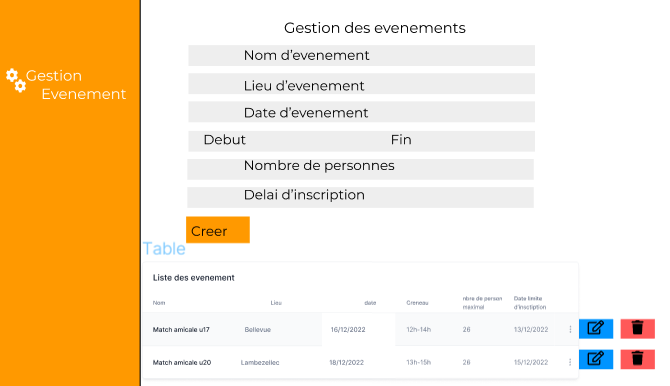 Gestion
Evenement
Gestion des evenements
Nom d'evenement
Lieu d'evenement
Date d'evenement
Debut Fin
Nombre de personnes
Delai d'inscription
Creer
Table
Liste des evenement
Nom Lieu date Creneau nbre de person maximal Date limite d'insctiption
Match amicale u17 Bellevue 16/12/2022 12h-14h 26 13/12/2022
Match amicale u20 Lambezellec 18/12/2022 13h-15h 26 15/12/2022